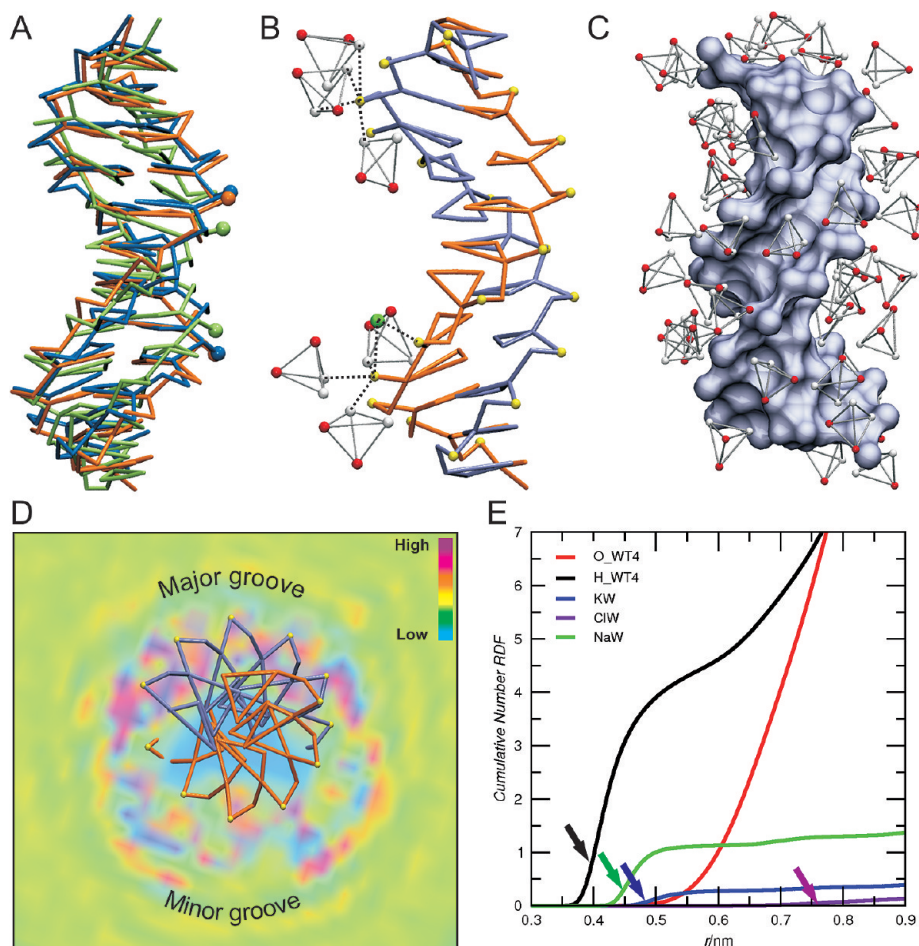 A
B
C
D
High
Low
Major groove
Minor groove
E
Cumulative Number RDF
7
6
5
4
3
2
1
0
O_WT4
H_WT4
KW
ClW
NaW
0.3 0.4 0.5 0.6 0.7 0.8 0.9
r/nm